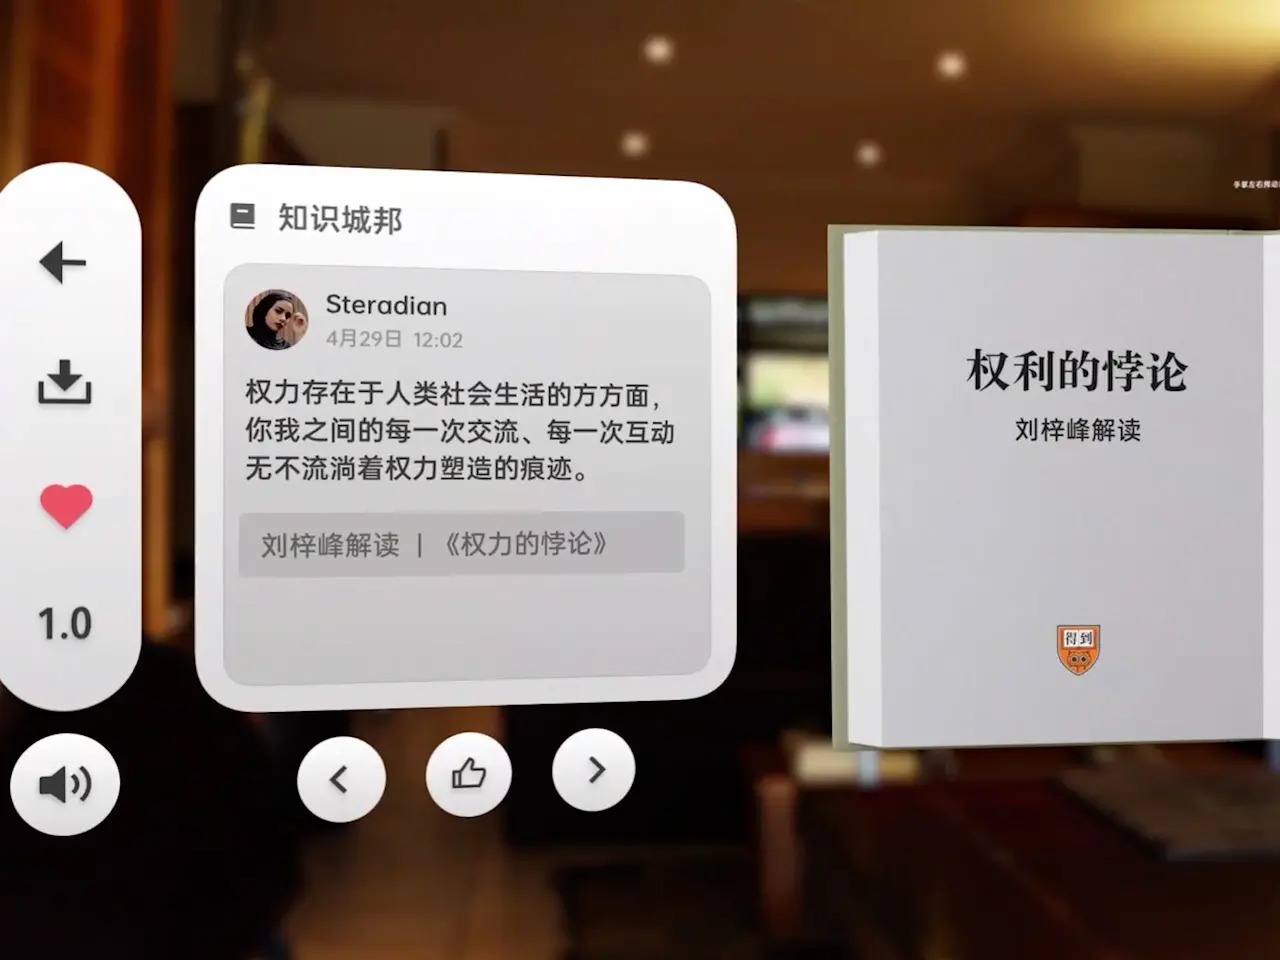 知识城邦
Steradian
4月29日 12:02
权力存在于人类社会生活的方方面，
你我之间的每一次交流、每一次互动
无不流淌着权力塑造的痕迹。
刘梓峰解读 | 《权力的悖论》
1.0
权利的悖论
刘梓峰解读
得到